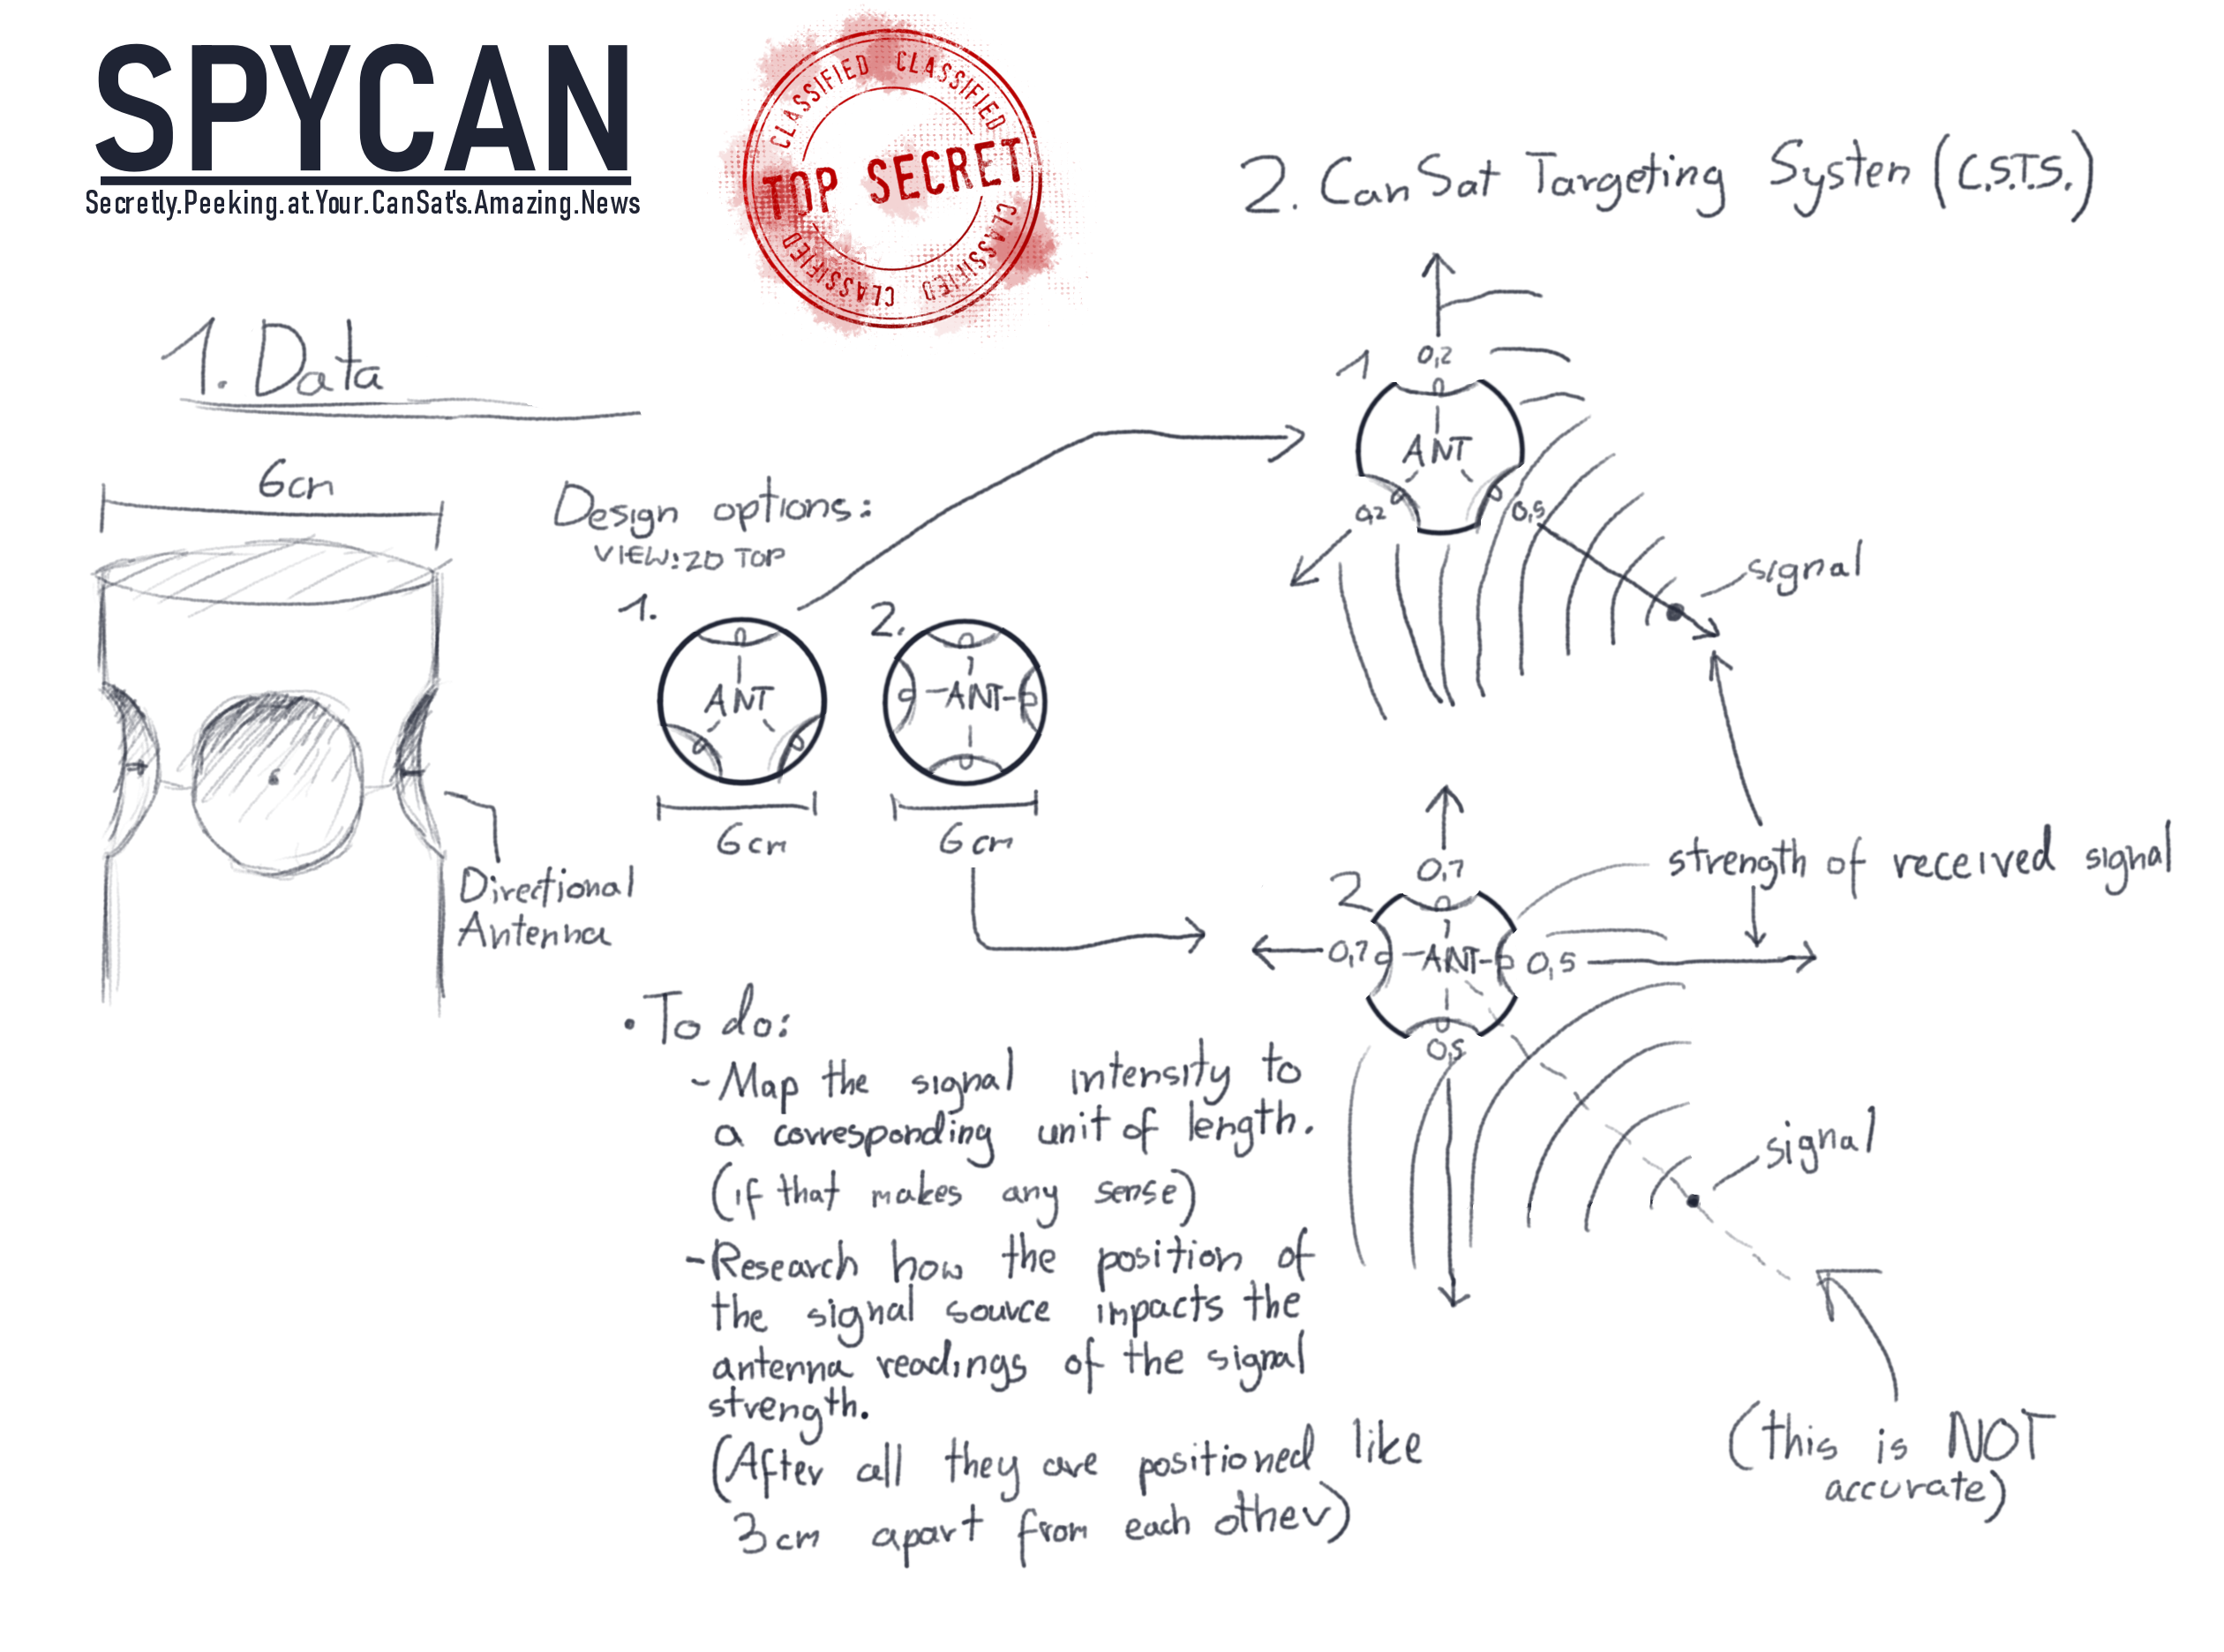 SPYCAN
Secretly.Peeking.at.Your.CanSat's.Amazing.News
CLASSIFIED CLASSIFIED
TOP SECRET
CLASSIFIED CLASSIFIED
1. Data
6cm
Directional
Antenna
Design options:
VIEW: 2D TOP
1.
ANT
6cm
2.
-ANT-
6cm
• To do:
- Map the signal intensity to
a corresponding unit of length.
(if that makes any sense)
- Research how the position of
the signal source impacts the
antenna readings of the signal
strength.
(After all they are positioned like
3cm apart from each other)
2. CanSat Targeting System (C.S.T.S.)
1
0,2
ANT
0,2
0,5
signal
strength of received signal
2
0,7
0,7
-ANT-
0,5
0,5
signal
(this is NOT
accurate)